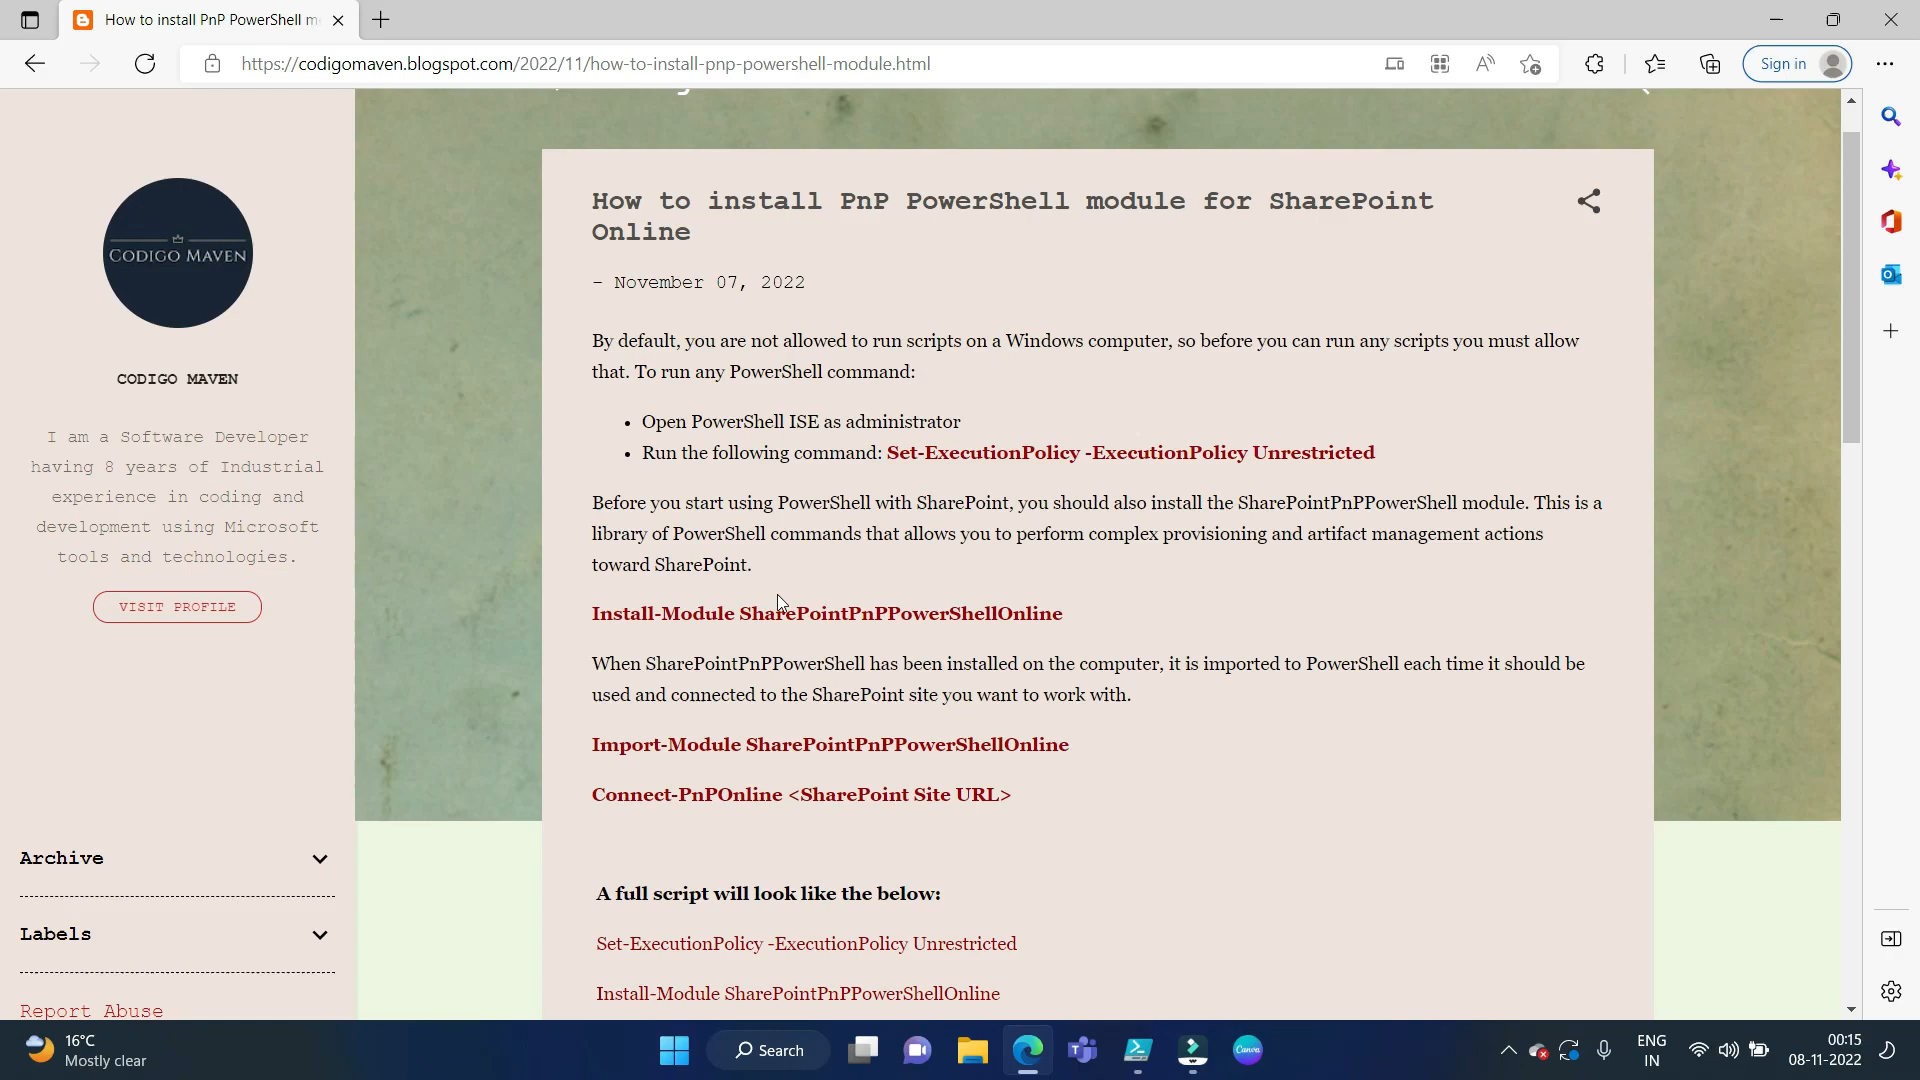 How to install PnP PowerShell m
https://codigomaven.blogspot.com/2022/11/how-to-install-pnp-powershell-module.html
Sign in
CODIGO MAVEN
CODIGO MAVEN
I am a Software Developer
having 8 years of Industrial
experience in coding and
development using Microsoft
tools and technologies.
VISIT PROFILE
Archive
Labels
Report Abuse
How to install PnP PowerShell module for SharePoint
Online
- November 07, 2022
By default, you are not allowed to run scripts on a Windows computer, so before you can run any scripts you must allow
that. To run any PowerShell command:
• Open PowerShell ISE as administrator
• Run the following command: Set-ExecutionPolicy -ExecutionPolicy Unrestricted
Before you start using PowerShell with SharePoint, you should also install the SharePointPnPPowerShell module. This is a
library of PowerShell commands that allows you to perform complex provisioning and artifact management actions
toward SharePoint.
Install-Module SharePointPnPPowerShellOnline
When SharePointPnPPowerShell has been installed on the computer, it is imported to PowerShell each time it should be
used and connected to the SharePoint site you want to work with.
Import-Module SharePointPnPPowerShellOnline
Connect-PnPOnline <SharePoint Site URL>
A full script will look like the below:
Set-ExecutionPolicy -ExecutionPolicy Unrestricted
Install-Module SharePointPnPPowerShellOnline
16°C
Mostly clear
Search
Canva
ENG
IN
00:15
08-11-2022